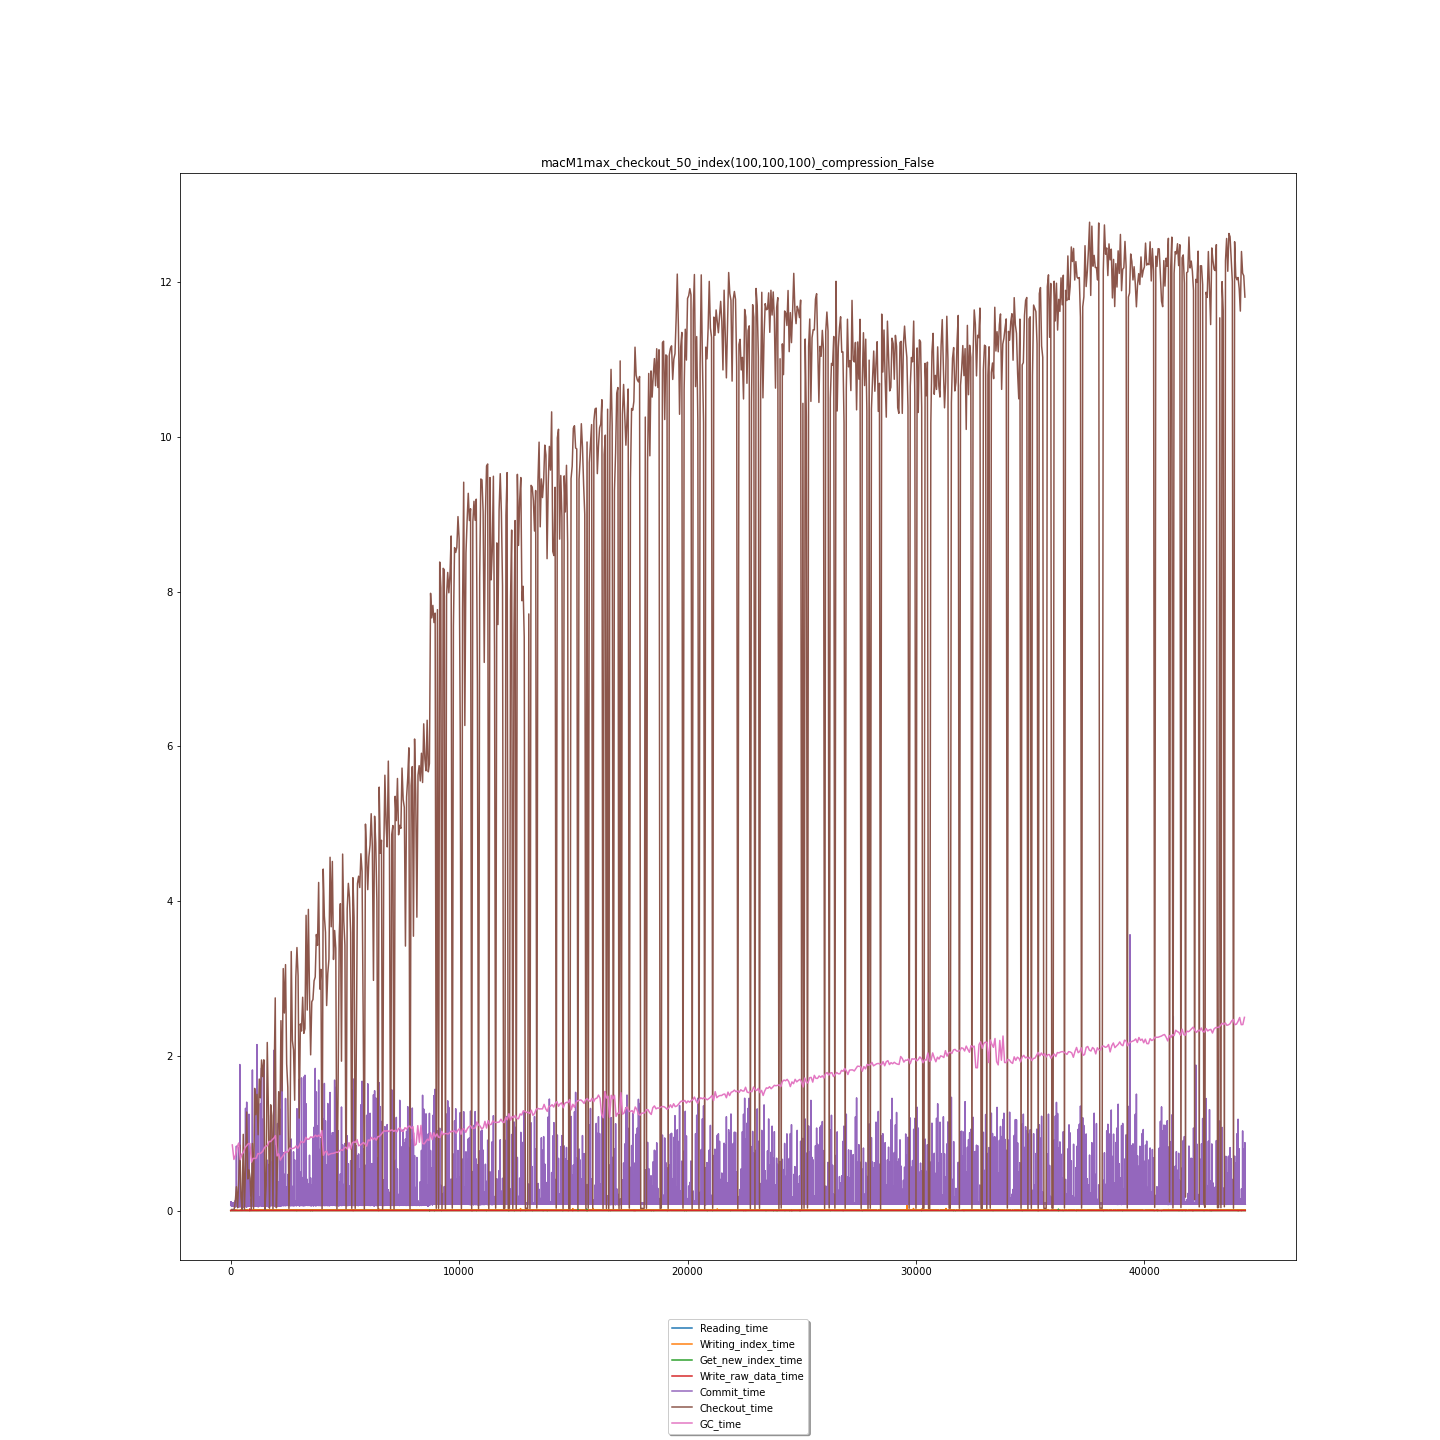 macM1max_checkout_50_index(100,100,100)_compression_False
12
10
8
6
4
2
0
0 10000 20000 30000 40000
Reading_time
Writing_index_time
Get_new_index_time
Write_raw_data_time
Commit_time
Checkout_time
GC_time